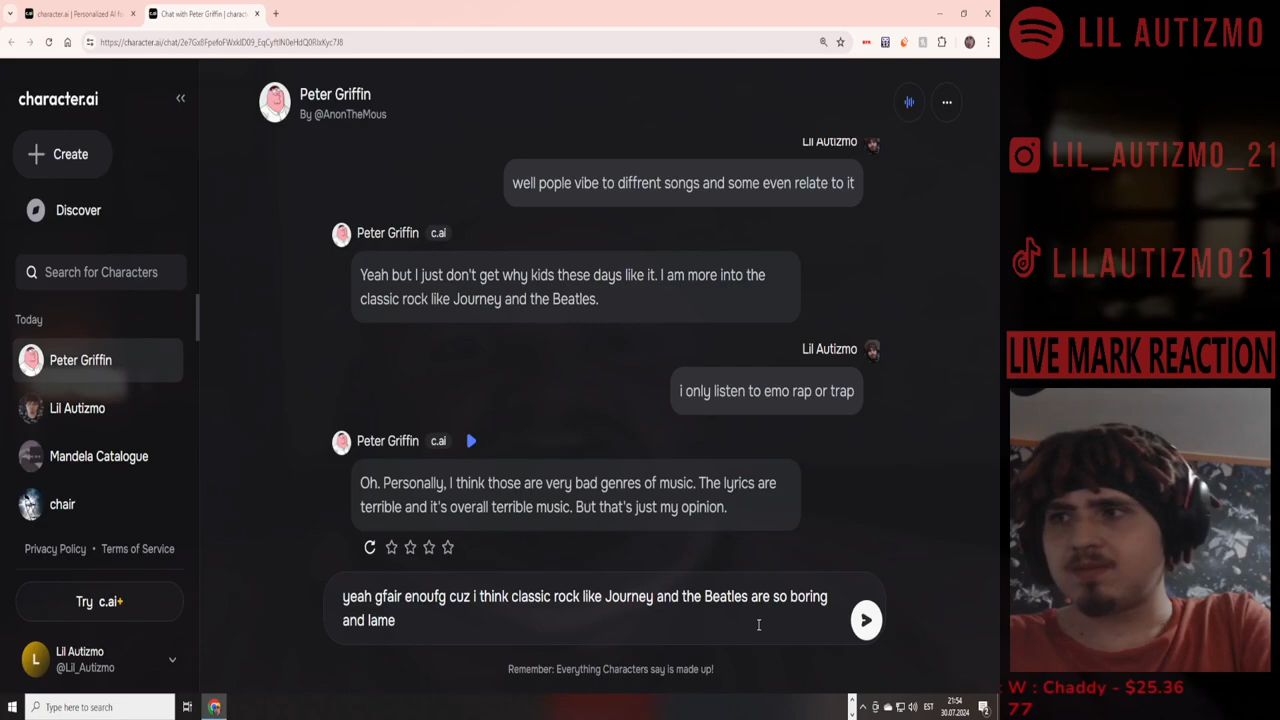 character.ai | Personalized AI f
Chat with Peter Griffin | charac
https://character.ai/chat/
character.ai
Create
Discover
Search for Characters
Today
Peter Griffin
Lil Autizmo
Mandela Catalogue
chair
Privacy Policy • Terms of Service
Try c.ai+
L
Lil Autizmo
@Lil_Autizmo
Peter Griffin
By @AnonTheMous
Lil Autizmo
well pople vibe to diffrent songs and some even relate to it
Peter Griffin c.ai
Yeah but I just don't get why kids these days like it. I am more into the
classic rock like Journey and the Beatles.
Lil Autizmo
i only listen to emo rap or trap
Peter Griffin c.ai
Oh. Personally, I think those are very bad genres of music. The lyrics are
terrible and it's overall terrible music. But that's just my opinion.
yeah gfair enoufg cuz i think classic rock like Journey and the Beatles are so boring
and lame
Remember: Everything Characters say is made up!
LIL AUTIZMO
LIL_AUTIZMO_21
LILAUTIZMO21
LIVE MARK REACTION
: W : Chaddy - $25.36
77
Type here to search
EST
21:54
30.07.2024
2